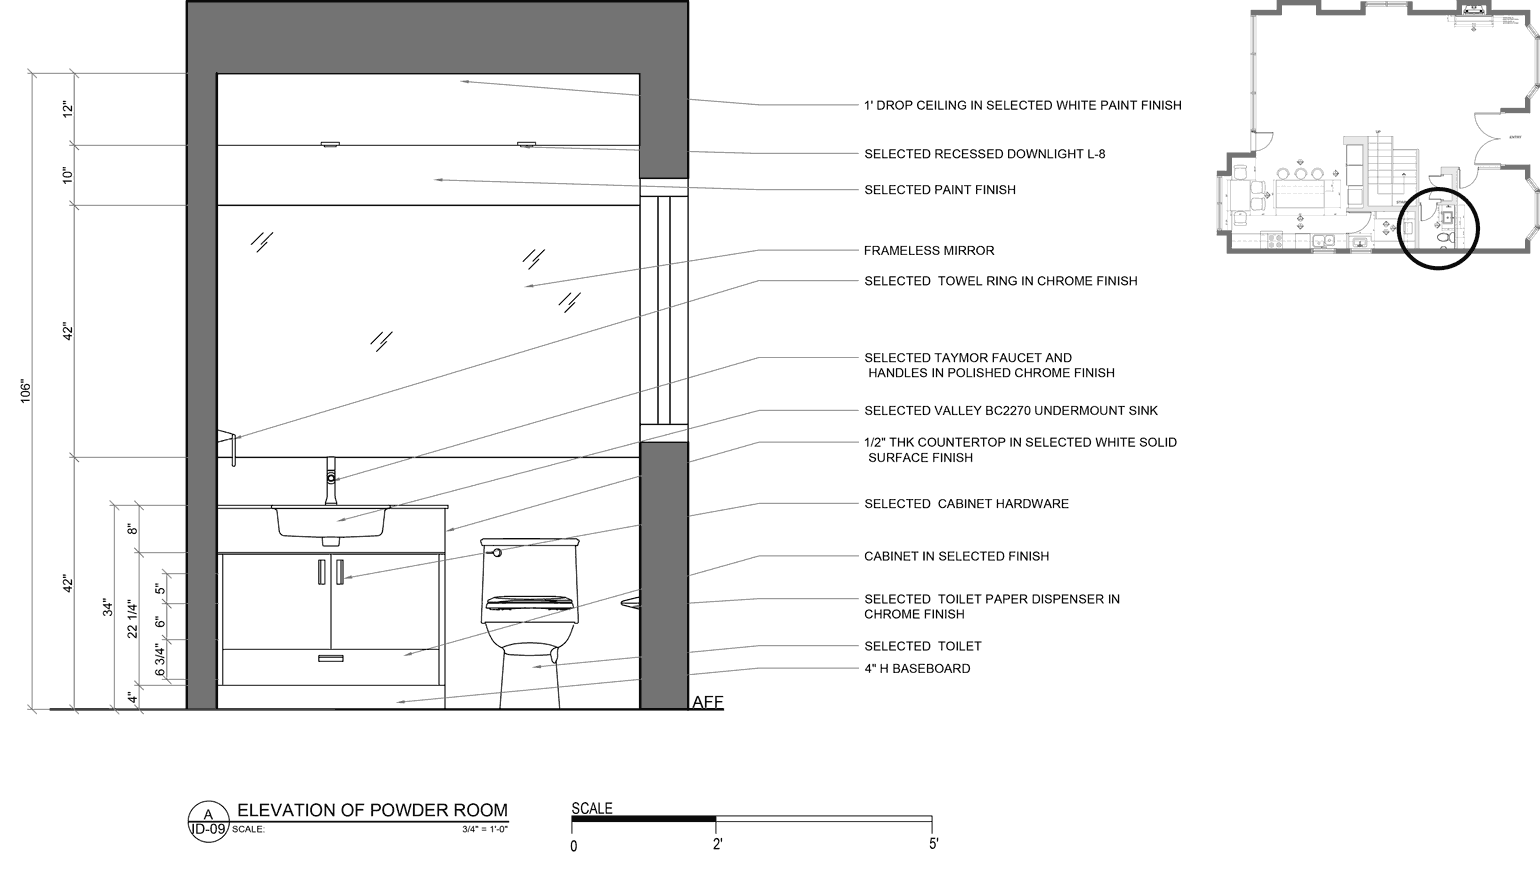 1' DROP CEILING IN SELECTED WHITE PAINT FINISH
SELECTED RECESSED DOWNLIGHT L-8
SELECTED PAINT FINISH
FRAMELESS MIRROR
SELECTED TOWEL RING IN CHROME FINISH
SELECTED TAYMOR FAUCET AND
HANDLES IN POLISHED CHROME FINISH
SELECTED VALLEY BC2270 UNDERMOUNT SINK
1/2" THK COUNTERTOP IN SELECTED WHITE SOLID
SURFACE FINISH
SELECTED CABINET HARDWARE
CABINET IN SELECTED FINISH
SELECTED TOILET PAPER DISPENSER IN
CHROME FINISH
SELECTED TOILET
4" H BASEBOARD
12"
10"
42"
106"
42"
34"
8"
22 1/4"
4"
5"
6"
6 3/4"
AFF
UP
ENTRY
A
ID-09
ELEVATION OF POWDER ROOM
SCALE:
3/4" = 1'-0"
SCALE
0
2'
5'